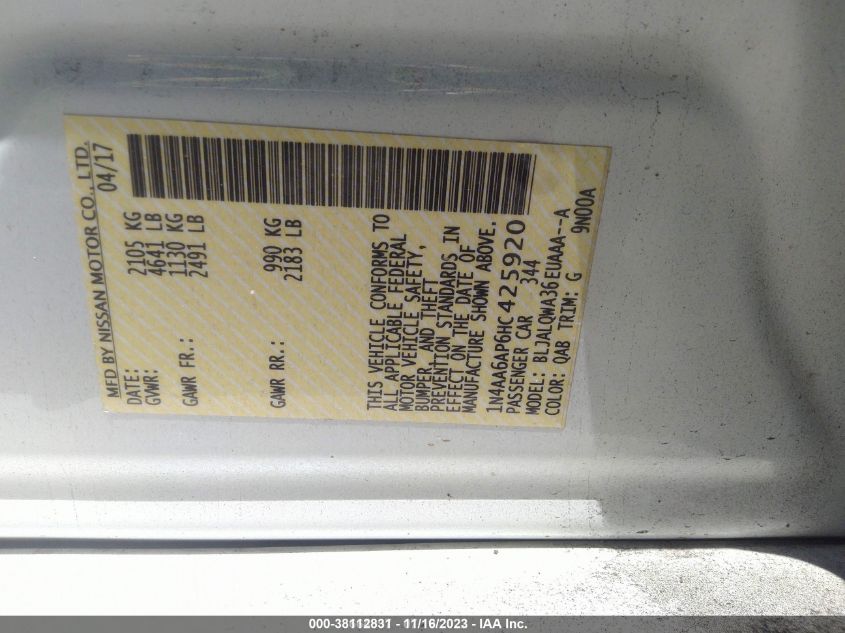 MFD BY NISSAN MOTOR CO., LTD.
DATE: 04/17
GVWR: 2105 KG
4641 LB
GAWR FR.: 1130 KG
2491 LB
GAWR RR.: 990 KG
2183 LB
THIS VEHICLE CONFORMS TO
ALL APPLICABLE FEDERAL
MOTOR VEHICLE SAFETY,
BUMPER, AND THEFT
PREVENTION STANDARDS IN
EFFECT ON THE DATE OF
MANUFACTURE SHOWN ABOVE.
1N4AA6AP6HC425920
PASSENGER CAR 344
MODEL: BLJALQWA36EUAAA--A
COLOR: QAB TRIM: G 9N00A
000-38112831 - 11/16/2023 - IAA Inc.